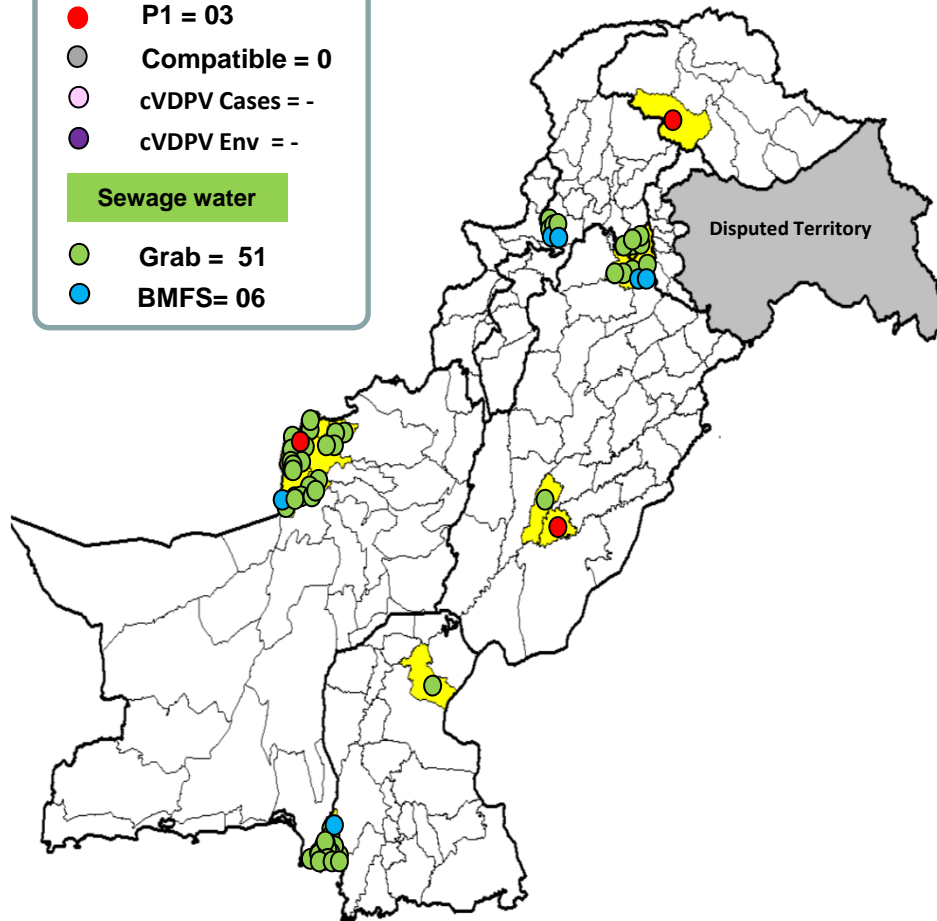 P1 = 03
Compatible = 0
cVDPV Cases = -
cVDPV Env = -
Sewage water
Grab = 51
BMFS= 06
Disputed Territory